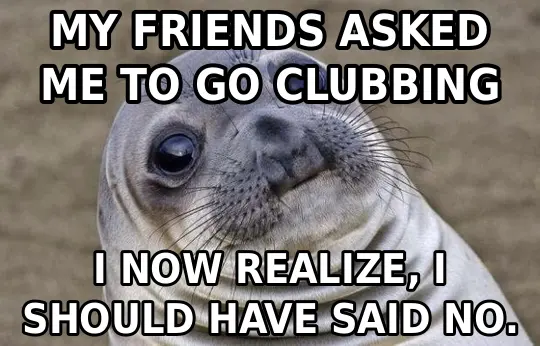 MY FRIENDS ASKED
ME TO GO CLUBBING
I NOW REALIZE, I
SHOULD HAVE SAID NO.